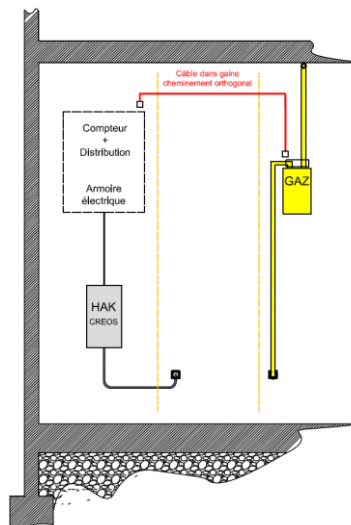 Câble dans gaine
cheminement orthogonal
Compteur
+
Distribution
Armoire
électrique
GAZ
HAK
CREOS